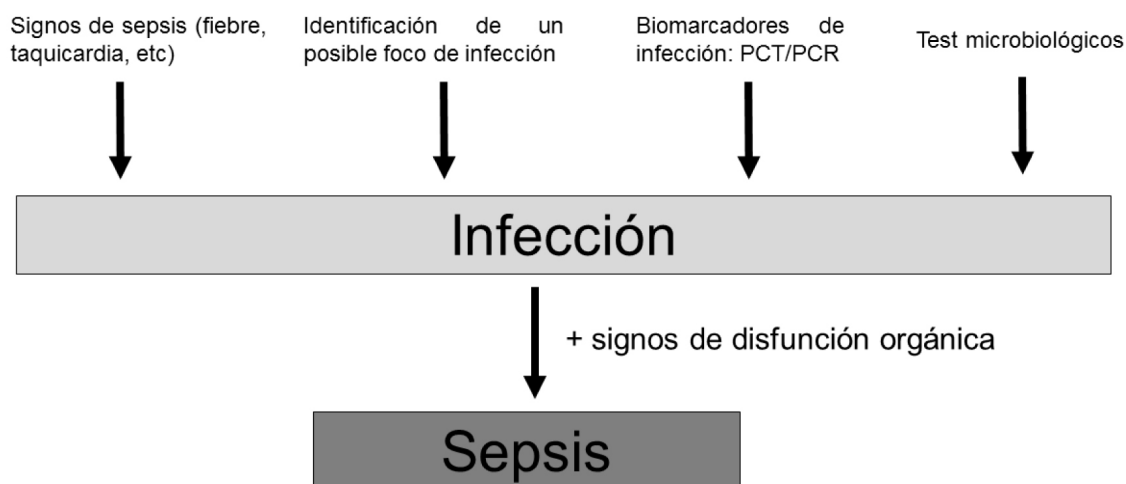 Signos de sepsis (fiebre,
taquicardia, etc)
Identificación de un
posible foco de infección
Biomarcadores de
infección: PCT/PCR
Test microbiológicos
Infección
+ signos de disfunción orgánica
Sepsis